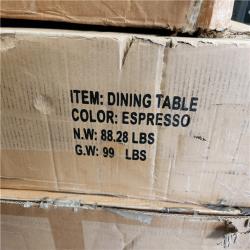 ITEM: DINING TABLE
COLOR: ESPRESSO
N.W: 88.28 LBS
G.W: 99 LBS